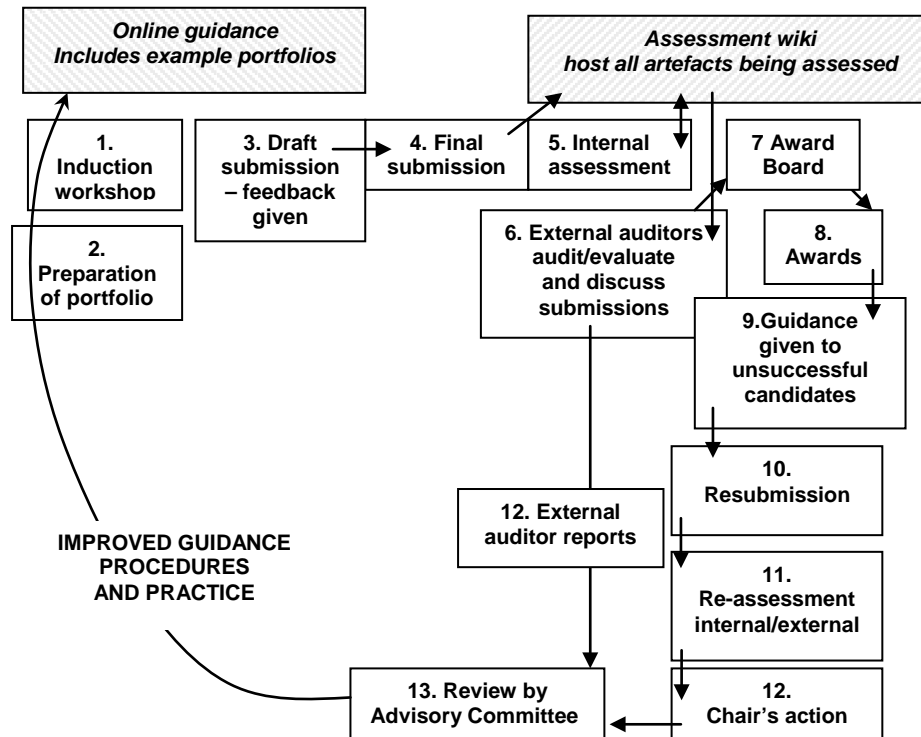 Online guidance
Includes example portfolios
Assessment wiki
host all artefacts being assessed
1.
Induction
workshop
2.
Preparation
of portfolio
3. Draft
submission
– feedback
given
4. Final
submission
5. Internal
assessment
6. External auditors
audit/evaluate
and discuss
submissions
7 Award
Board
8.
Awards
9.Guidance
given to
unsuccessful
candidates
10.
Resubmission
11.
Re-assessment
internal/external
12.
Chair’s action
12. External
auditor reports
13. Review by
Advisory Committee
IMPROVED GUIDANCE
PROCEDURES
AND PRACTICE